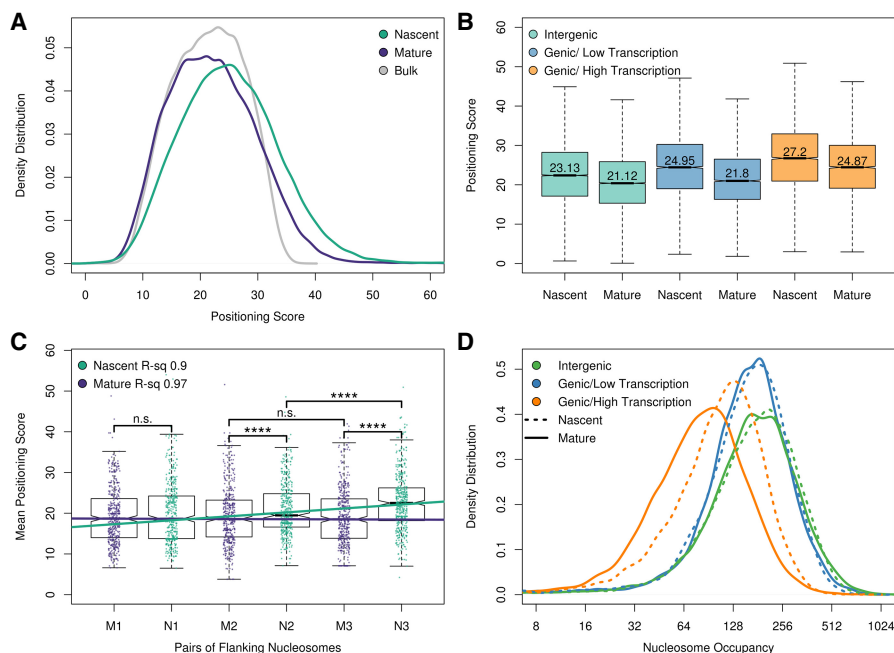 A
Density Distribution
0.05
0.04
0.03
0.02
0.01
0.00
Nascent
Mature
Bulk
0 10 20 30 40 50 60
Positioning Score
B
Positioning Score
60
50
40
30
20
10
0
Intergenic
Genic/ Low Transcription
Genic/ High Transcription
23.13
21.12
24.95
21.8
27.2
24.87
Nascent Mature Nascent Mature Nascent Mature
C
Mean Positioning Score
60
50
40
30
20
10
0
Nascent R-sq 0.9
Mature R-sq 0.97
n.s.
****
n.s.
****
****
M1 N1 M2 N2 M3 N3
Pairs of Flanking Nucleosomes
D
Density Distribution
0.5
0.4
0.3
0.2
0.1
0.0
Intergenic
Genic/Low Transcription
Genic/High Transcription
Nascent
Mature
8 16 32 64 128 256 512 1024
Nucleosome Occupancy